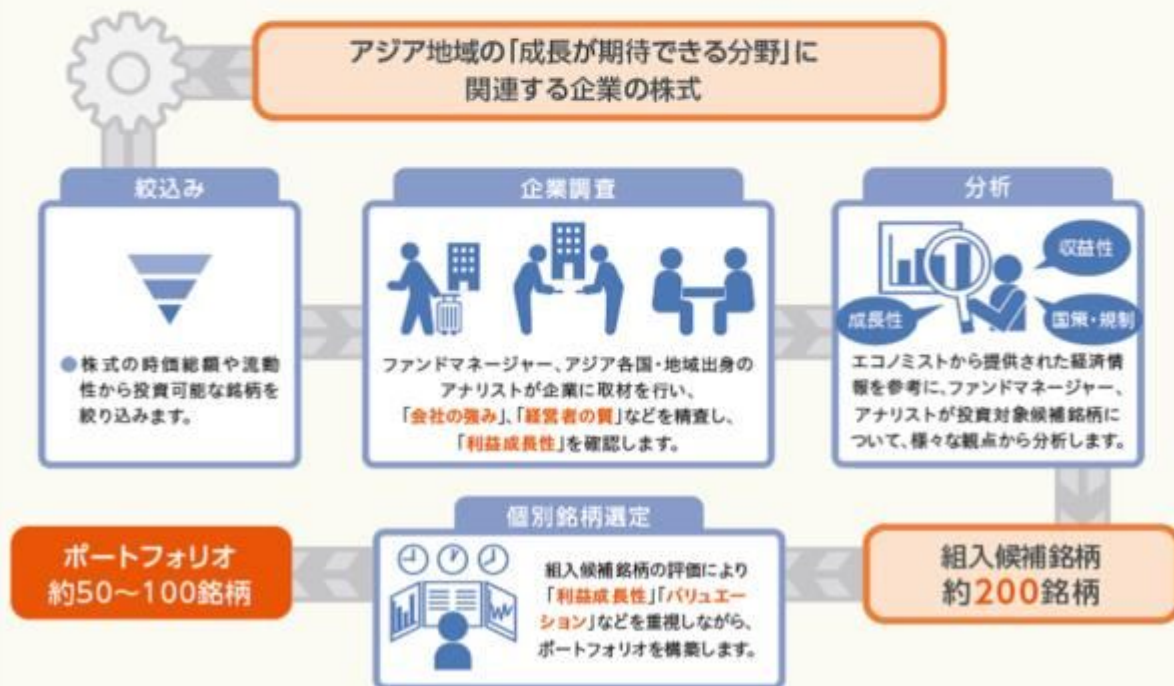 アジア地域の「成長が期待できる分野」に
関連する企業の株式
絞込み
●株式の時価総額や流動
性から投資可能な銘柄を
絞り込みます。
企業調査
ファンドマネージャー、アジア各国・地域出身の
アナリストが企業に取材を行い、
「会社の強み」、「経営者の質」などを精査し、
「利益成長性」を確認します。
分析
収益性
成長性
国策・規制
エコノミストから提供された経済情
報を参考に、ファンドマネージャー、
アナリストが投資対象候補銘柄に
ついて、様々な観点から分析します。
組入候補銘柄
約200銘柄
個別銘柄選定
組入候補銘柄の評価により
「利益成長性」「バリュエー
ション」などを重視しながら、
ポートフォリオを構築します。
ポートフォリオ
約50～100銘柄